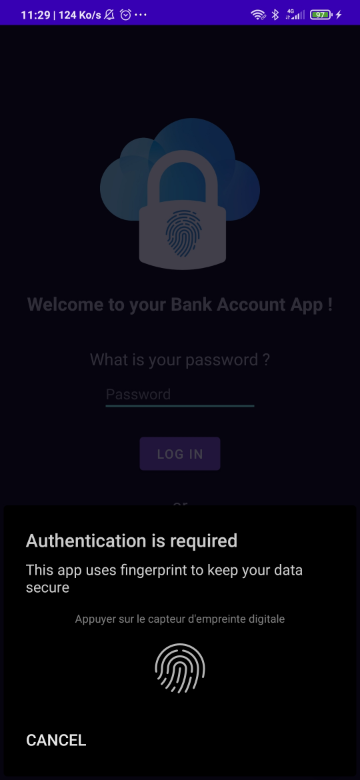 11:29 | 124 Ko/s ... 4G 97
Welcome to your Bank Account App !
What is your password ?
Password
LOG IN
or
Authentication is required
This app uses fingerprint to keep your data
secure
Appuyer sur le capteur d'empreinte digitale
CANCEL